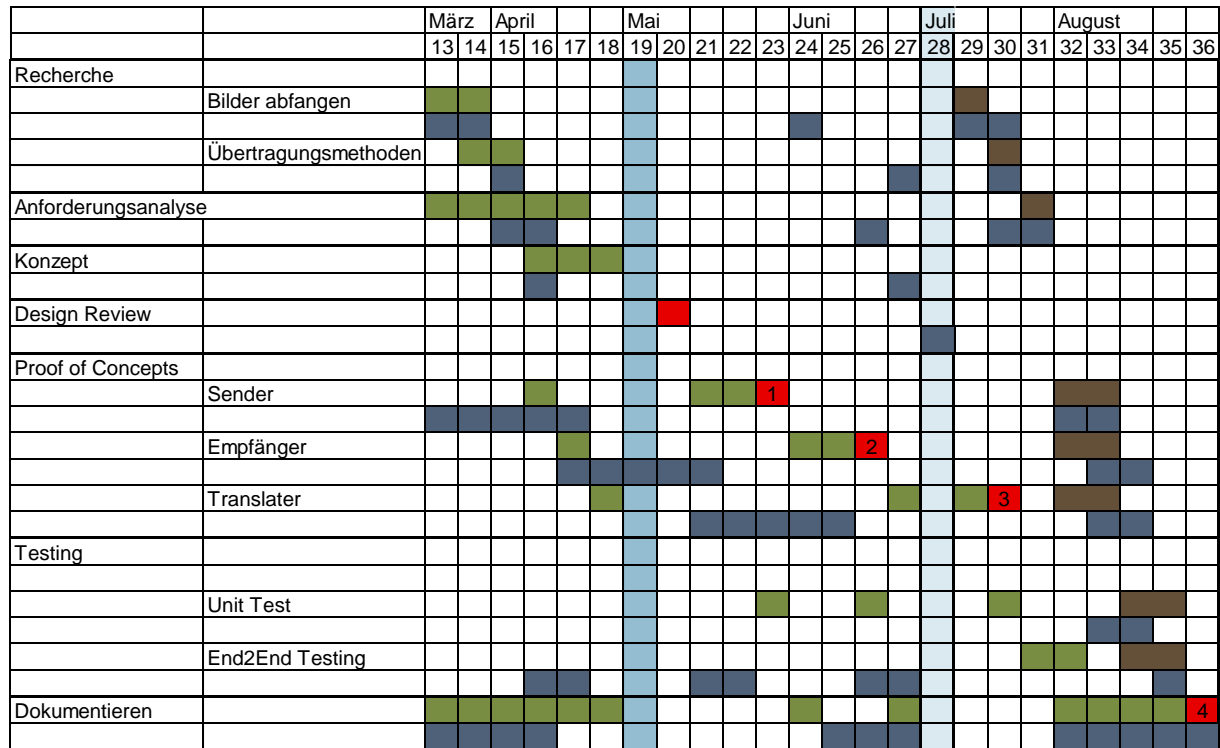 März April Mai Juni Juli August
13 14 15 16 17 18 19 20 21 22 23 24 25 26 27 28 29 30 31 32 33 34 35 36
Recherche
Bilder abfangen
Übertragungsmethoden
Anforderungsanalyse
Konzept
Design Review
Proof of Concepts
Sender 1
Empfänger 2
Translater 3
Testing
Unit Test
End2End Testing
Dokumentieren 4